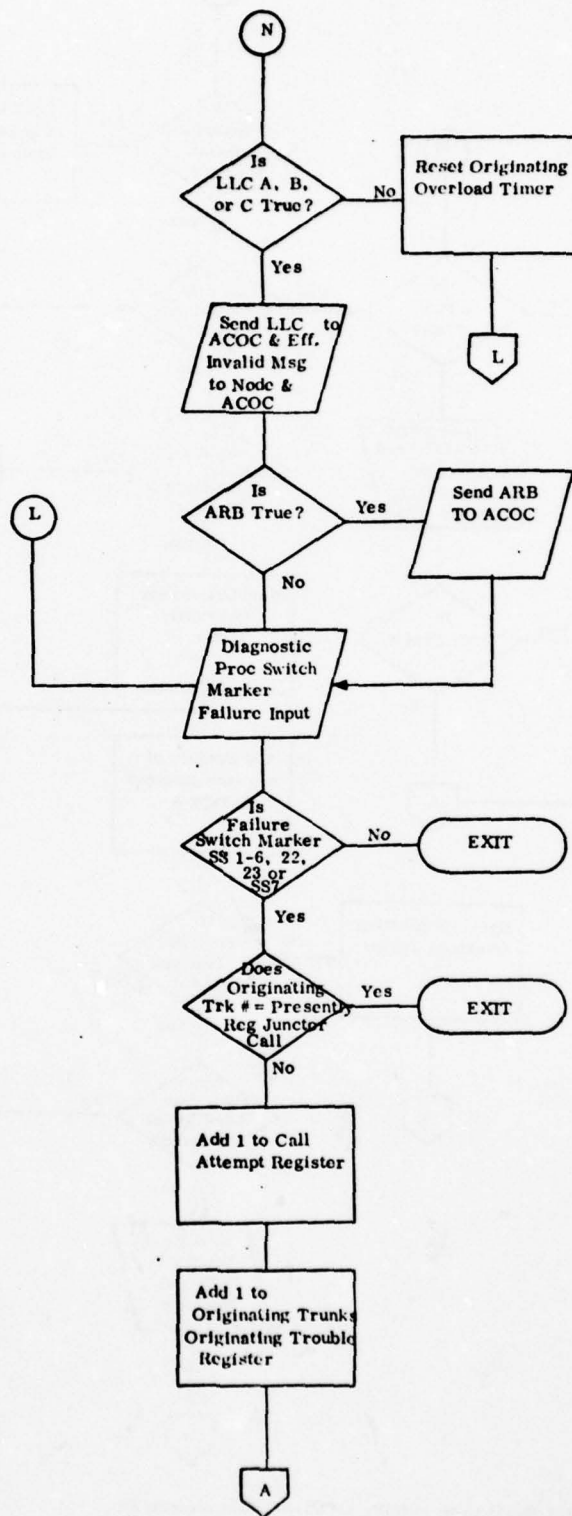 N
Is
LLC A, B,
or C True?
No
Reset Originating
Overload Timer
Yes
L
Send LLC to
ACOC & Eff.
Invalid Msg
to Node &
ACOC
Is
ARB True?
Yes
Send ARB
TO ACOC
L
No
Diagnostic
Proc Switch
Marker
Failure Input
Is
Failure
Switch Marker
SS 1-6, 22,
23 or
SS7
No
EXIT
Yes
Does
Originating
Trk # = Presently
Reg Junctor
Call
Yes
EXIT
No
Add 1 to Call
Attempt Register
Add 1 to
Originating Trunks
Originating Trouble
Register
A